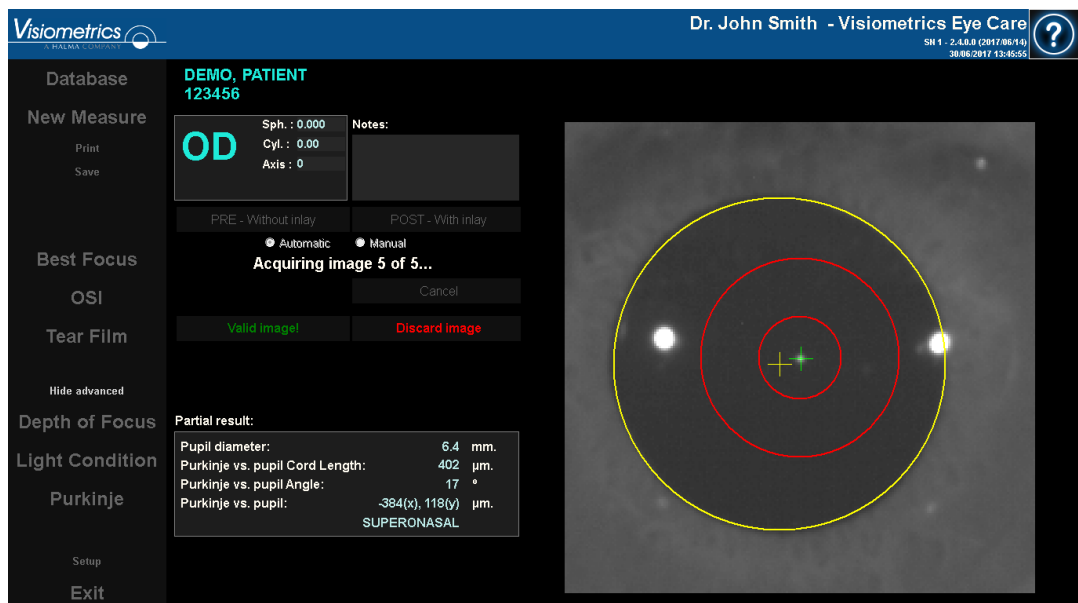 Visiometrics
A HALMA COMPANY
Dr. John Smith - Visiometrics Eye Care
SN 1 - 2.4.0.0 (2017/06/14)
30/06/2017 13:45:55
?
Database
New Measure
Print
Save
Best Focus
OSI
Tear Film
Hide advanced
Depth of Focus
Light Condition
Purkinje
Setup
Exit
DEMO, PATIENT
123456
OD
Sph. : 0.000
Cyl. : 0.00
Axis : 0
Notes:
PRE - Without inlay
POST - With inlay
Automatic
Manual
Acquiring image 5 of 5...
Cancel
Valid image!
Discard image
Partial result:
Pupil diameter: 6.4 mm.
Purkinje vs. pupil Cord Length: 402 µm.
Purkinje vs. pupil Angle: 17 º
Purkinje vs. pupil: -384(x), 118(y) µm.
SUPERONASAL